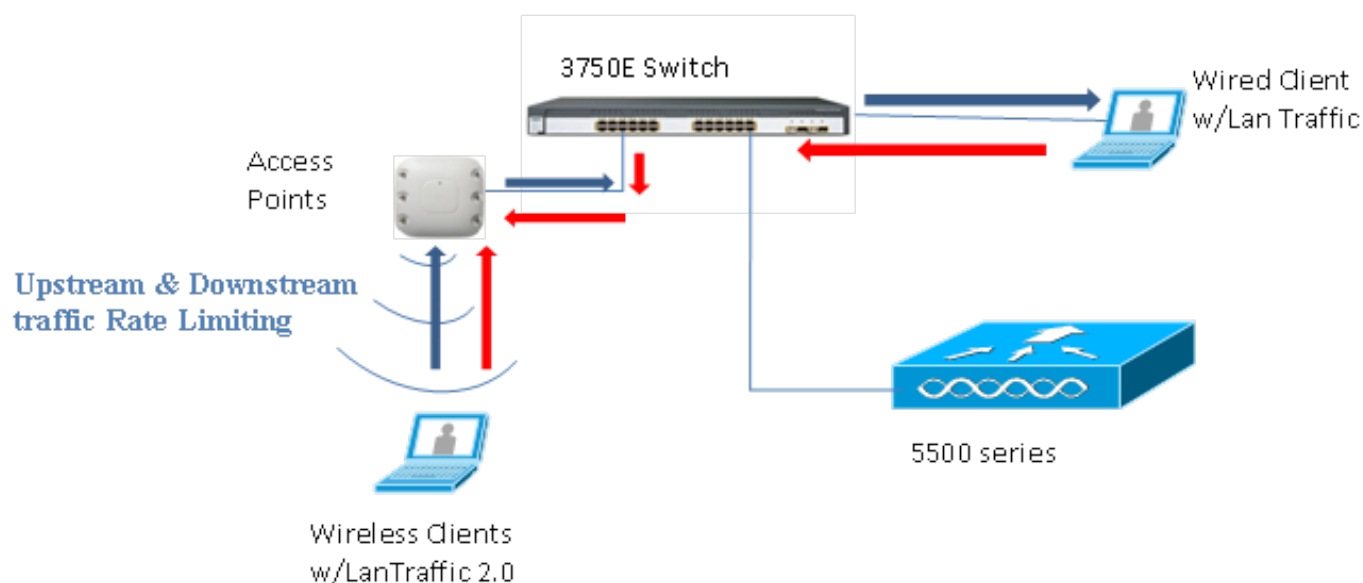 3750E Switch
Wired Client
w/Lan Traffic
Access
Points
Upstream & Downstream
traffic Rate Limiting
5500 series
Wireless Clients
w/LanTraffic 2.0